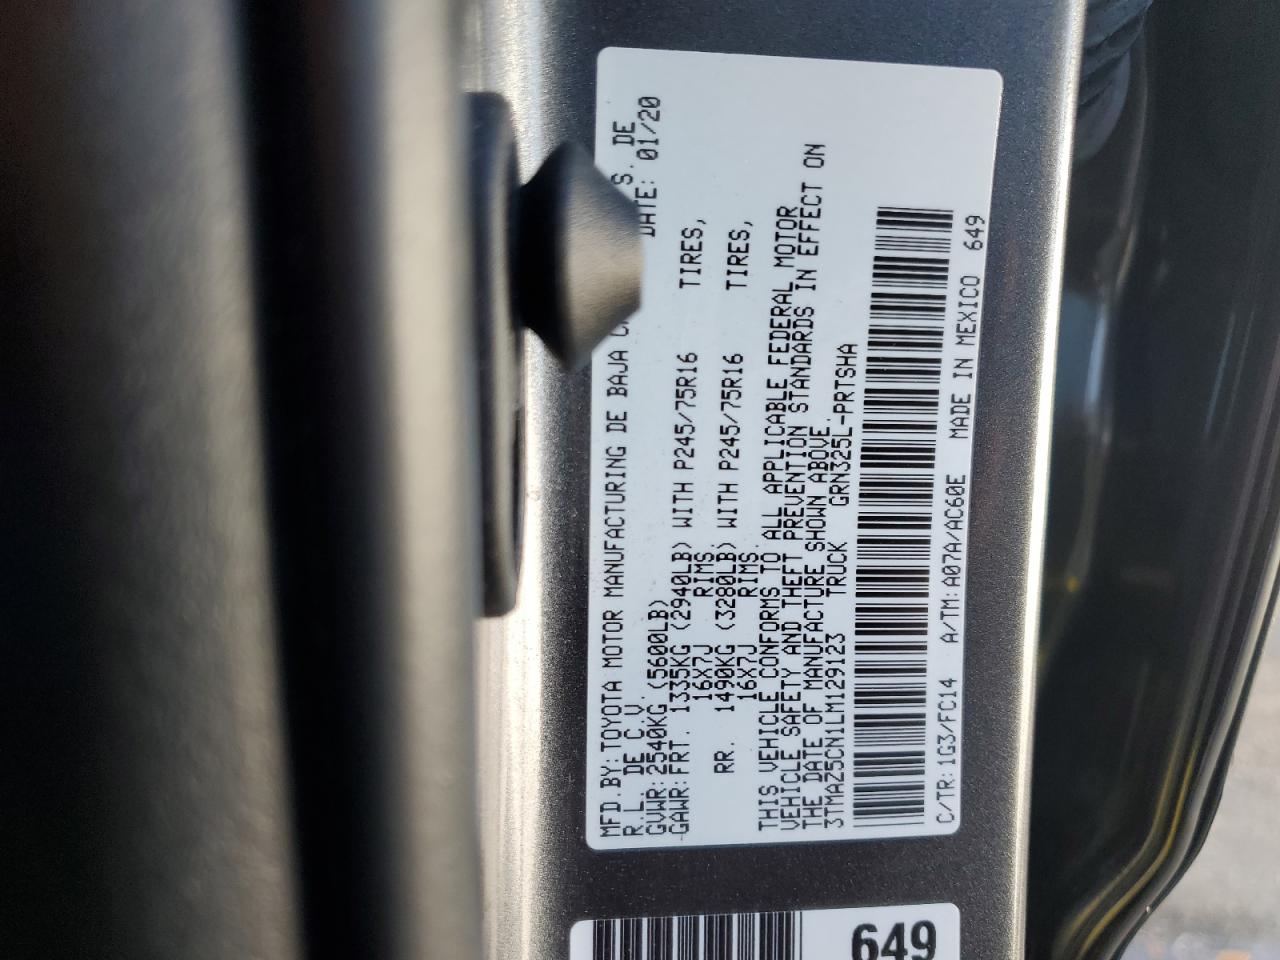 MFD.BY:TOYOTA MOTOR MANUFACTURING DE BAJA S. DE
R.L. DE C.V. DATE: 01/20
GVWR:2540KG (5600LB)
GAWR:FRT. 1335KG (2940LB) WITH P245/75R16 TIRES,
16X7J RIMS
RR. 1490KG (3280LB) WITH P245/75R16 TIRES,
16X7J RIMS.
THIS VEHICLE CONFORMS TO ALL APPLICABLE FEDERAL MOTOR
VEHICLE SAFETY AND THEFT PREVENTION STANDARDS IN EFFECT ON
THE DATE OF MANUFACTURE SHOWN ABOVE.
3TMAZ5CN1LM129123 TRUCK GRN325L-PRTSHA
C/TR:1G3/FC14 A/TM:A07A/AC60E MADE IN MEXICO 649
649